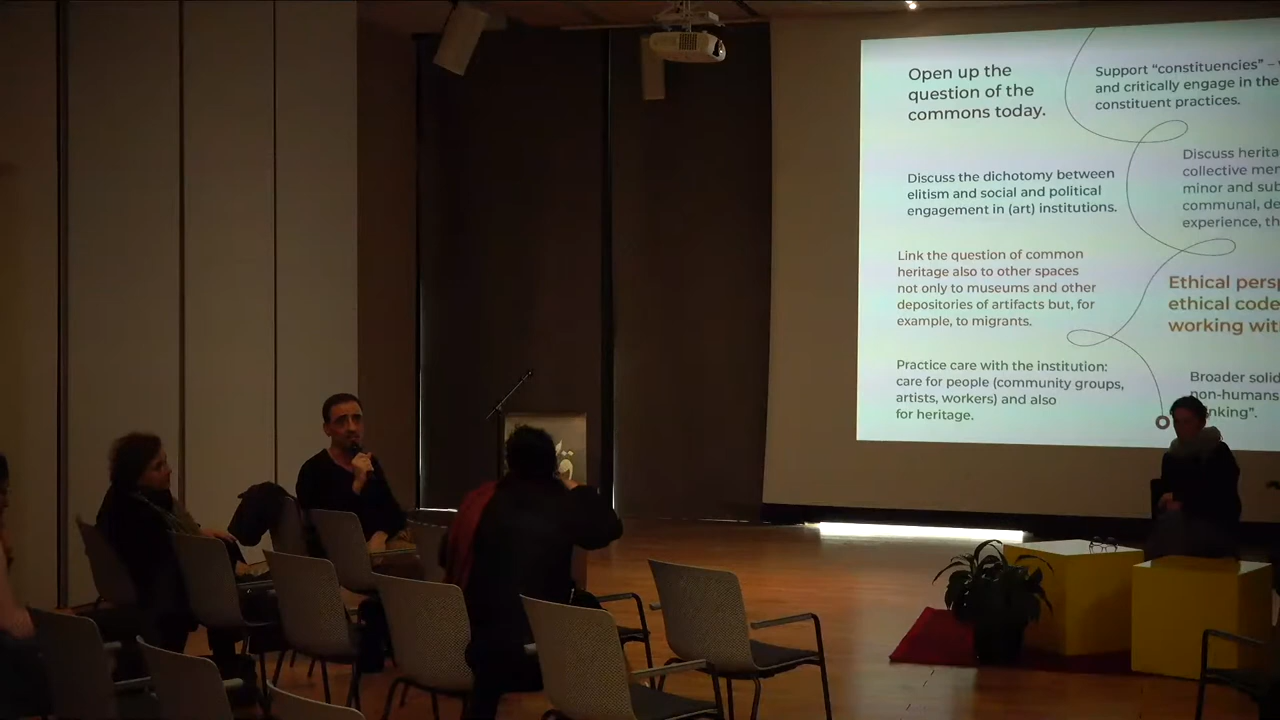 Open up the
question of the
commons today.
Discuss the dichotomy between
elitism and social and political
engagement in (art) institutions.
Link the question of common
heritage also to other spaces
not only to museums and other
depositories of artifacts but, for
example, to migrants.
Practice care with the institution:
care for people (community groups,
artists, workers) and also
for heritage.
Support “constituencies” –
and critically engage in the
constituent practices.
Discuss
collective
minor and
communal,
experience,
Ethical
ethical
working
Broader
non-humans